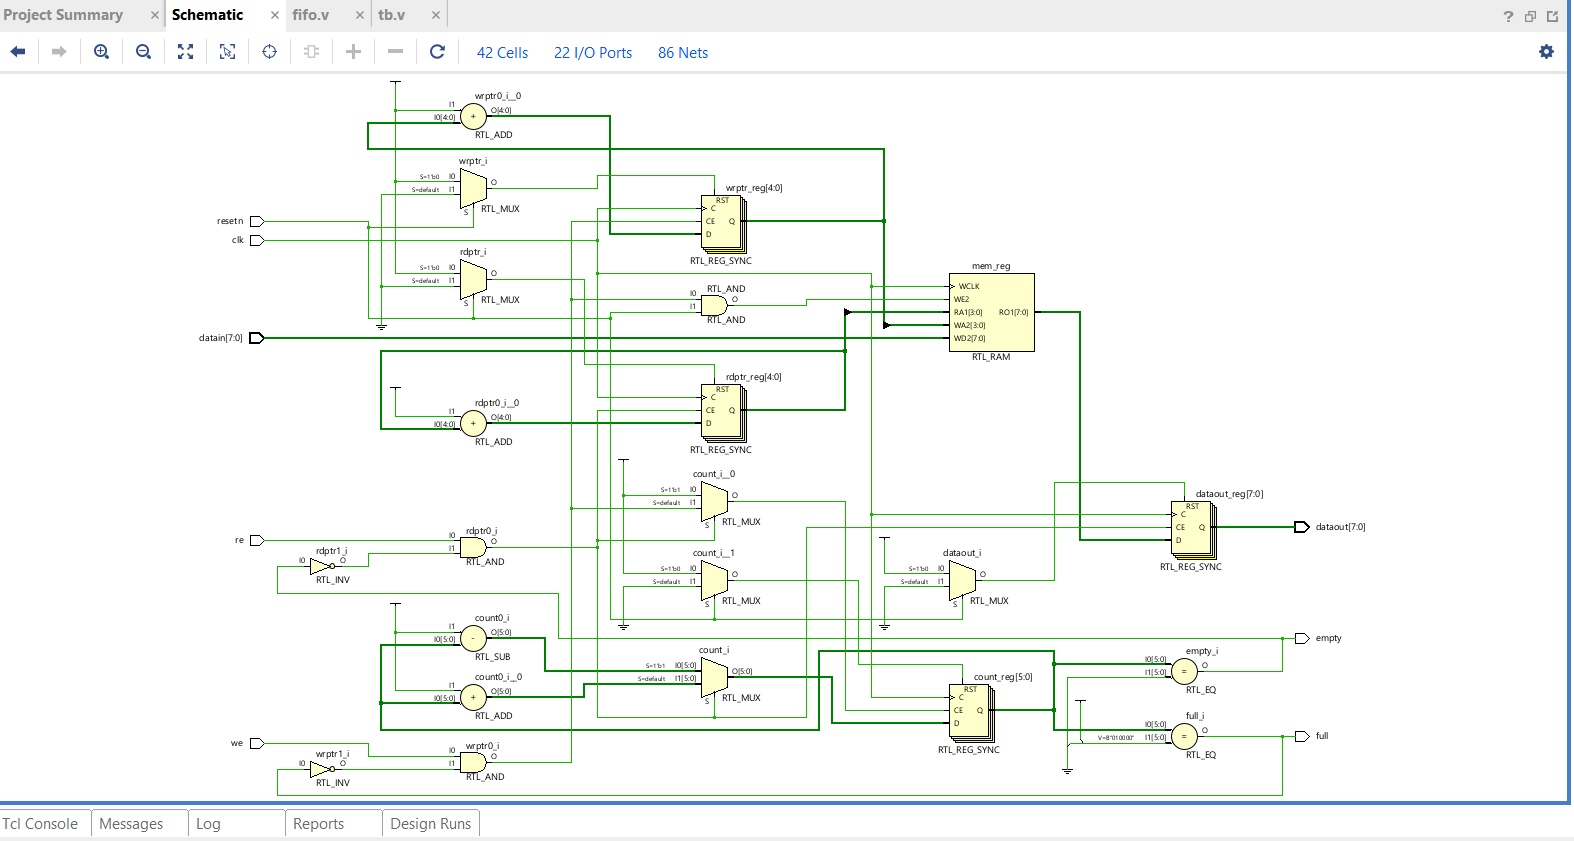 Project Summary × Schematic × fifo.v × tb.v ×
?
42 Cells 22 I/O Ports 86 Nets
wrptr0_i__0
I1
I0[4:0]
+
O[4:0]
RTL_ADD
wrptr_i
S=1'b0 I0
S=default I1
S
O
RTL_MUX
wrptr_reg[4:0]
RST
C
CE
D
Q
RTL_REG_SYNC
resetn
clk
rdptr_i
S=1'b0 I0
S=default I1
S
O
RTL_MUX
RTL_AND
I0
I1
O
RTL_AND
mem_reg
WCLK
WE2
RA1[3:0]
WA2[3:0]
WD2[7:0]
RO1[7:0]
RTL_RAM
datain[7:0]
rdptr_reg[4:0]
RST
C
CE
D
Q
RTL_REG_SYNC
rdptr0_i__0
I1
I0[4:0]
+
O[4:0]
RTL_ADD
count_i__0
S=1'b1 I0
S=default I1
S
O
RTL_MUX
dataout_reg[7:0]
RST
C
CE
D
Q
RTL_REG_SYNC
dataout[7:0]
re
rdptr0_i
I0
I1
O
RTL_AND
rdptr1_i
I0
O
RTL_INV
count_i__1
S=1'b0 I0
S=default I1
S
O
RTL_MUX
dataout_i
S=1'b0 I0
S=default I1
S
O
RTL_MUX
count0_i
I1
I0[5:0]
-
O[5:0]
RTL_SUB
count0_i__0
I1
I0[5:0]
+
O[5:0]
RTL_ADD
count_i
S=1'b1 I0[5:0]
S=default I1[5:0]
S
O[5:0]
RTL_MUX
count_reg[5:0]
RST
C
CE
D
Q
RTL_REG_SYNC
empty
empty_i
I0[5:0]
I1[5:0]
=
O
RTL_EQ
full_i
I0[5:0]
V=B"010000" I1[5:0]
=
O
RTL_EQ
full
we
wrptr0_i
I0
I1
O
RTL_AND
wrptr1_i
I0
O
RTL_INV
Tcl Console Messages Log Reports Design Runs